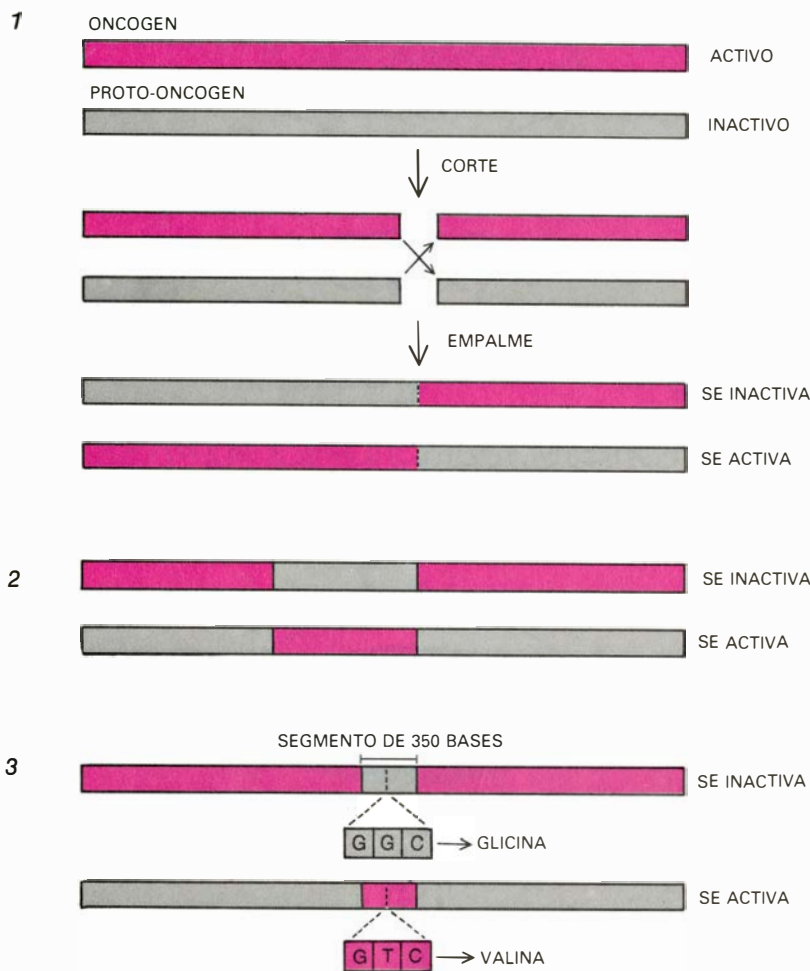 1
ONCOGEN
ACTIVO
PROTO-ONCOGEN
INACTIVO
CORTE
EMPALME
SE INACTIVA
SE ACTIVA
2
SE INACTIVA
SE ACTIVA
3
SEGMENTO DE 350 BASES
SE INACTIVA
G G C GLICINA
SE ACTIVA
G T C VALINA